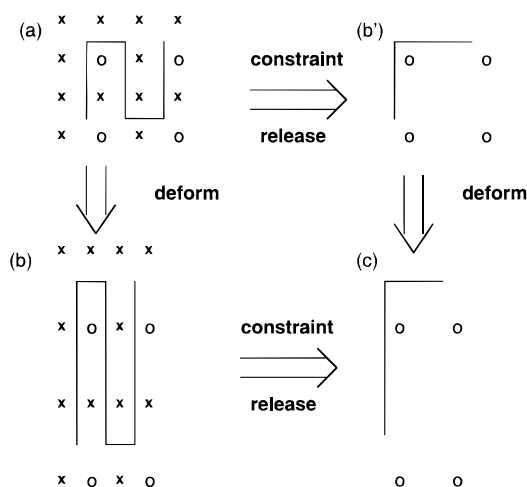 (a) x x x x (b')
x o x o constraint o o
x x x x
x o x o release o o
deform deform
(b) x x x x (c)
x o x o constraint o o
x x x x release
x o x o o o